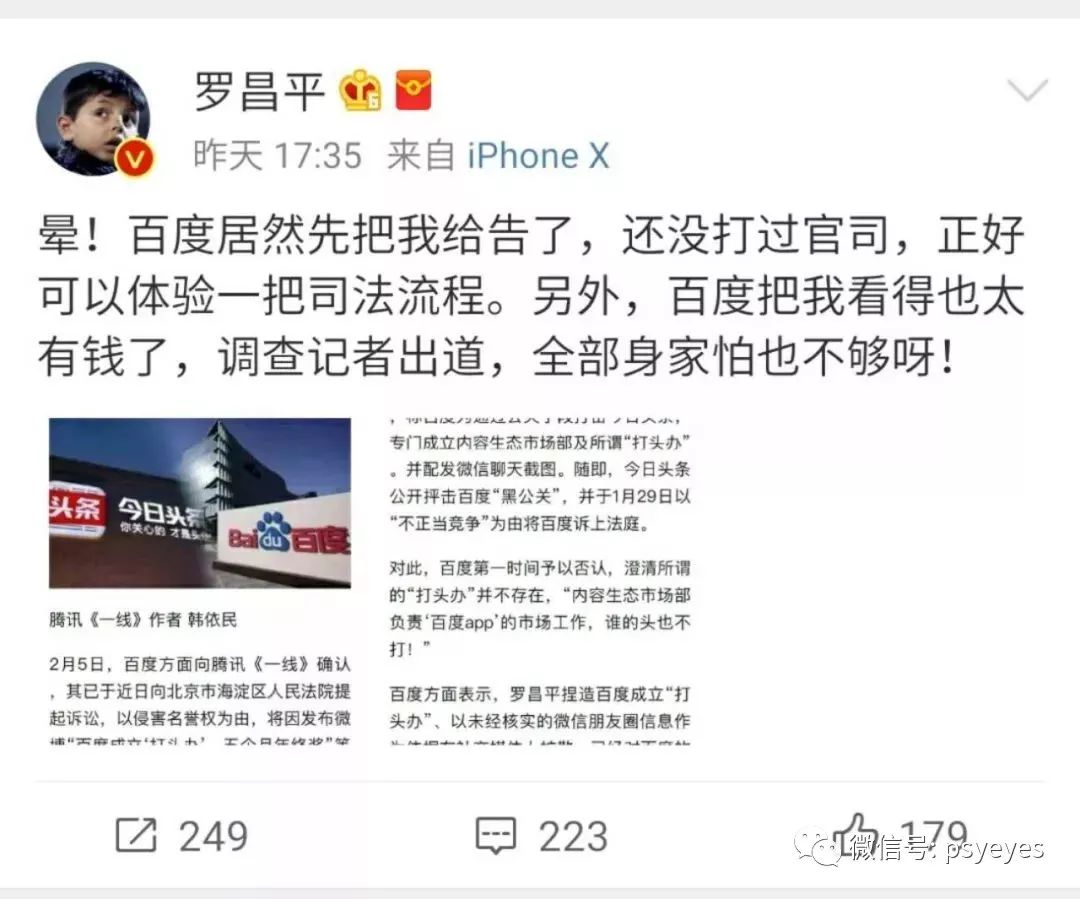 罗昌平
6
昨天 17:35 来自 iPhone X
晕！百度居然先把我给告了，还没打过官司，正好
可以体验一把司法流程。另外，百度把我看得也太
有钱了，调查记者出道，全部身家怕也不够呀！
头条 今日头条
你关心的 才是头
Baidu百度
腾讯《一线》作者 韩依民
2月5日，百度方面向腾讯《一线》确认
，其已于近日向北京市海淀区人民法院提
起诉讼，以侵害名誉权为由，将因发布微
博“百度成立‘打头办’，五个月年终奖”等
专门成立内容生态市场部及所谓“打头办”
。并配发微信聊天截图。随即，今日头条
公开抨击百度“黑公关”，并于1月29日以
“不正当竞争”为由将百度诉上法庭。
对此，百度第一时间予以否认，澄清所谓
的“打头办”并不存在，“内容生态市场部
负责‘百度app’的市场工作，谁的头也不
打！”
百度方面表示，罗昌平捏造百度成立“打
头办”、以未经核实的微信朋友圈信息作
249
223
179
微信号: psyeyes